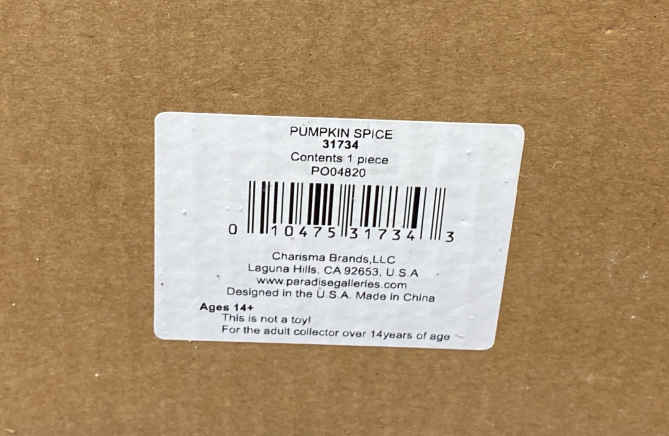 PUMPKIN SPICE
31734
Contents 1 piece
PO04820
0 10475 31734 3
Charisma Brands,LLC
Laguna Hills, CA 92653, U.S.A
www.paradisegalleries.com
Designed in the U.S.A. Made in China
Ages 14+
This is not a toy!
For the adult collector over 14years of age